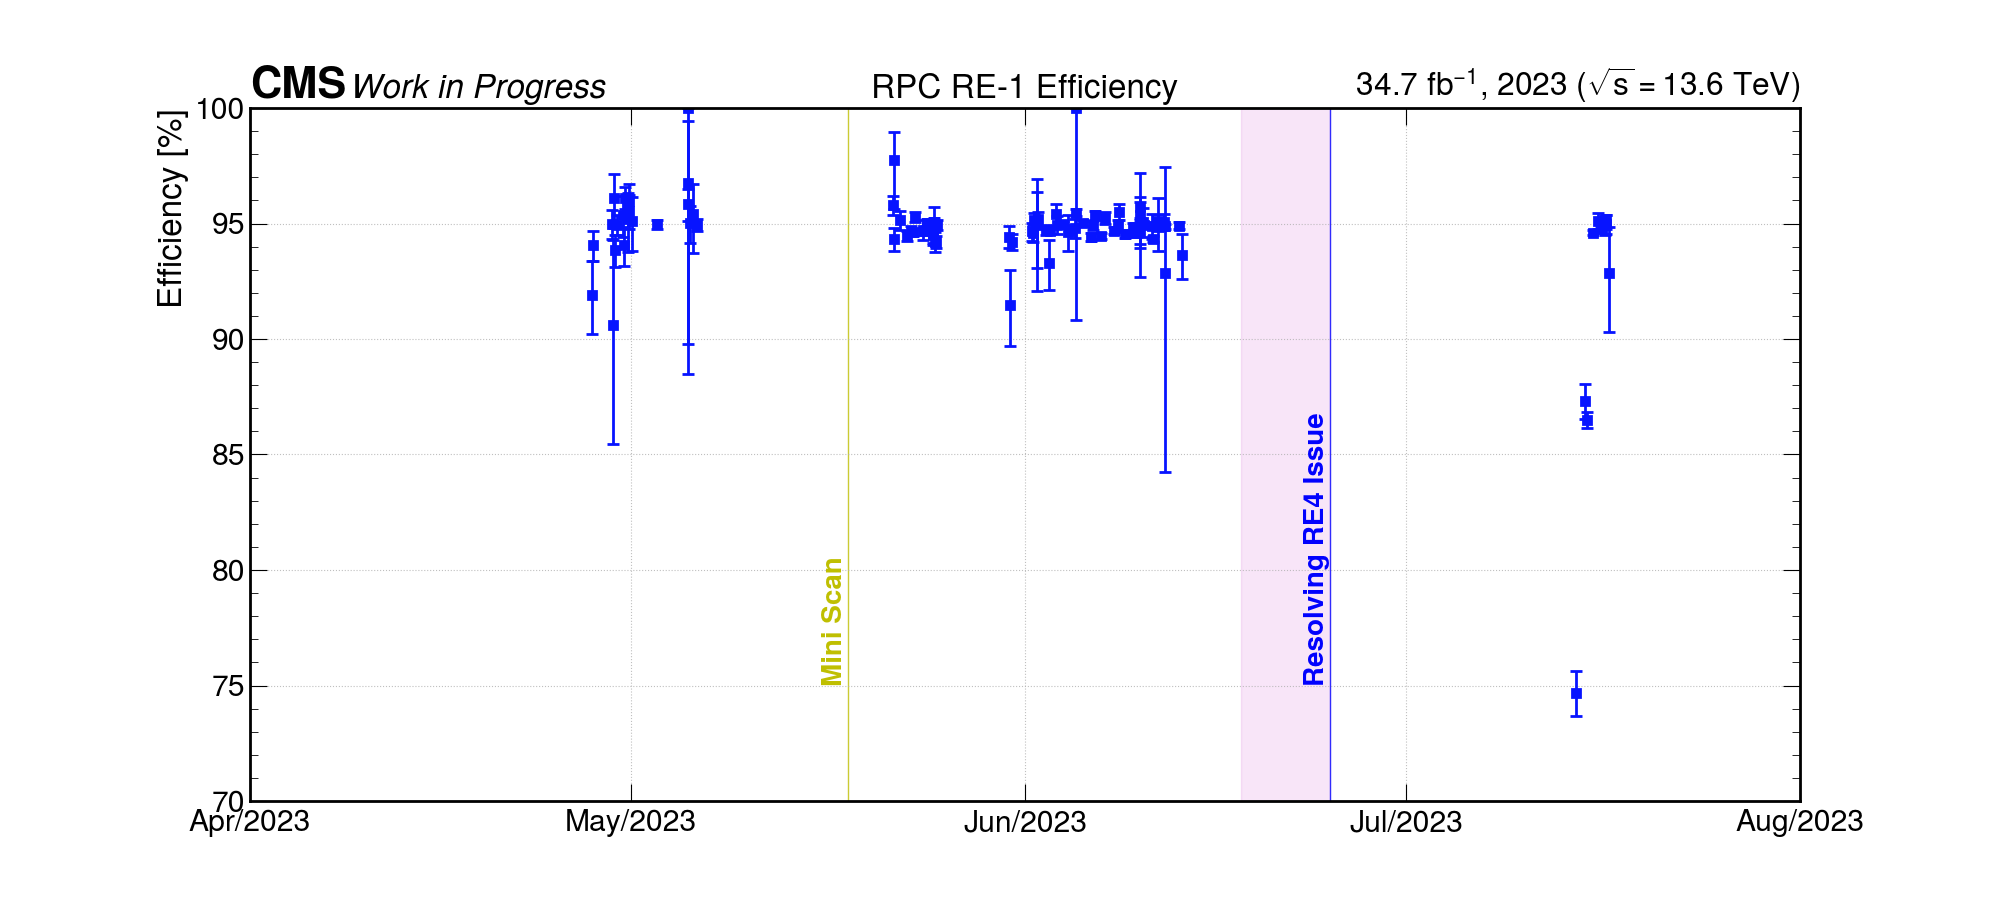 CMS Work in Progress RPC RE-1 Efficiency 34.7 fb⁻¹, 2023 (√s = 13.6 TeV)
Efficiency [%]
100
95
90
85
80
75
70
Mini Scan
Resolving RE4 Issue
Apr/2023 May/2023 Jun/2023 Jul/2023 Aug/2023